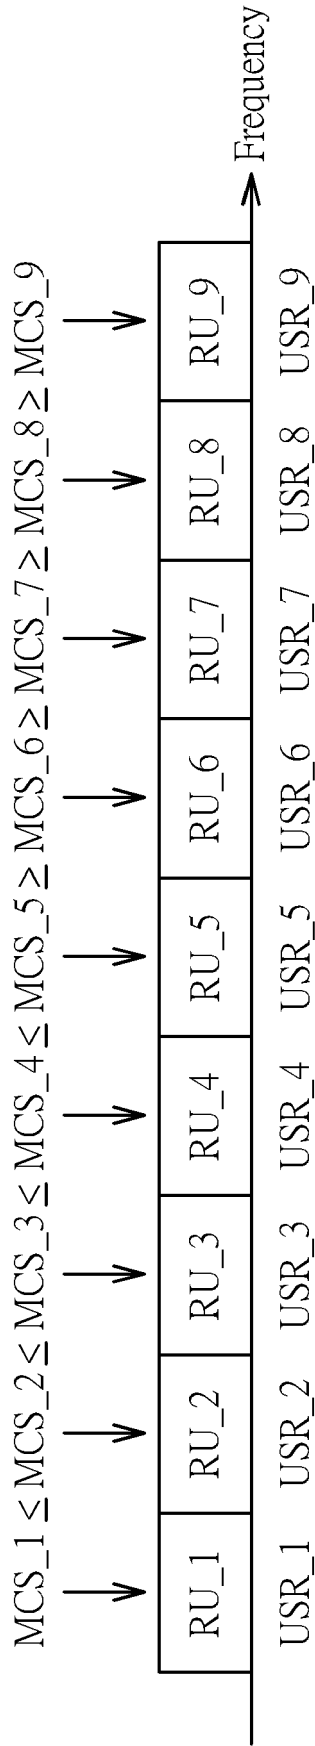 MCS_1 ≤ MCS_2 ≤ MCS_3 ≤ MCS_4 ≤ MCS_5 ≥ MCS_6 ≥ MCS_7 ≥ MCS_8 ≥ MCS_9
RU_1 RU_2 RU_3 RU_4 RU_5 RU_6 RU_7 RU_8 RU_9
Frequency
USR_1 USR_2 USR_3 USR_4 USR_5 USR_6 USR_7 USR_8 USR_9